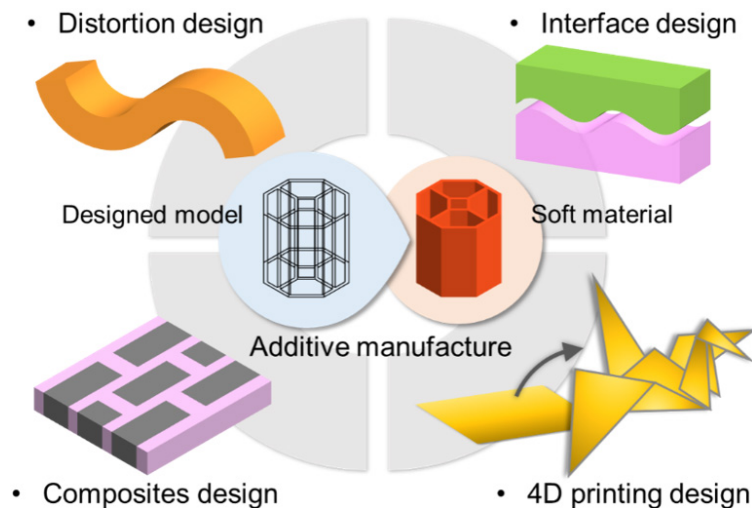 • Distortion design
• Interface design
Designed model
Soft material
Additive manufacture
• Composites design
• 4D printing design